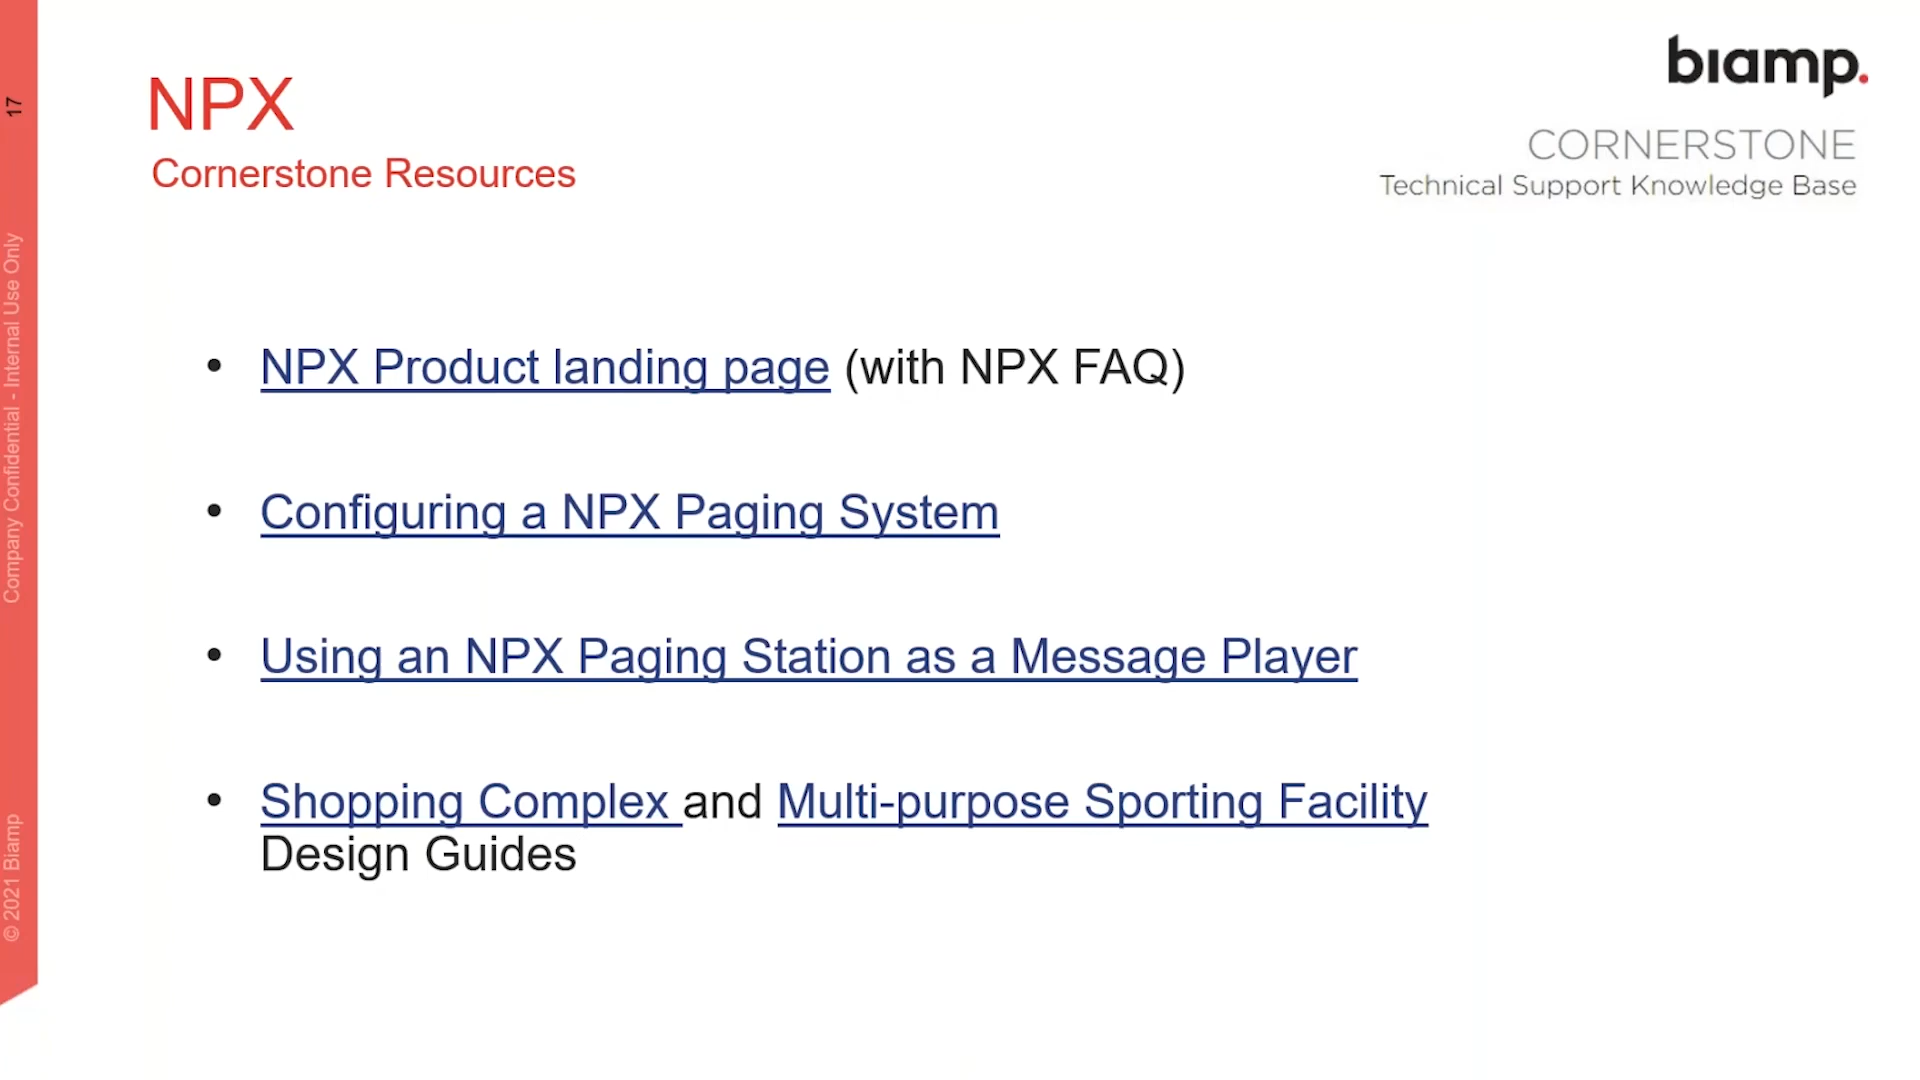 biamp.
CORNERSTONE
Technical Support Knowledge Base
NPX
Cornerstone Resources
• NPX Product landing page (with NPX FAQ)
• Configuring a NPX Paging System
• Using an NPX Paging Station as a Message Player
• Shopping Complex and Multi-purpose Sporting Facility
Design Guides
17
Company Confidential - Internal Use Only
© 2021 Biamp